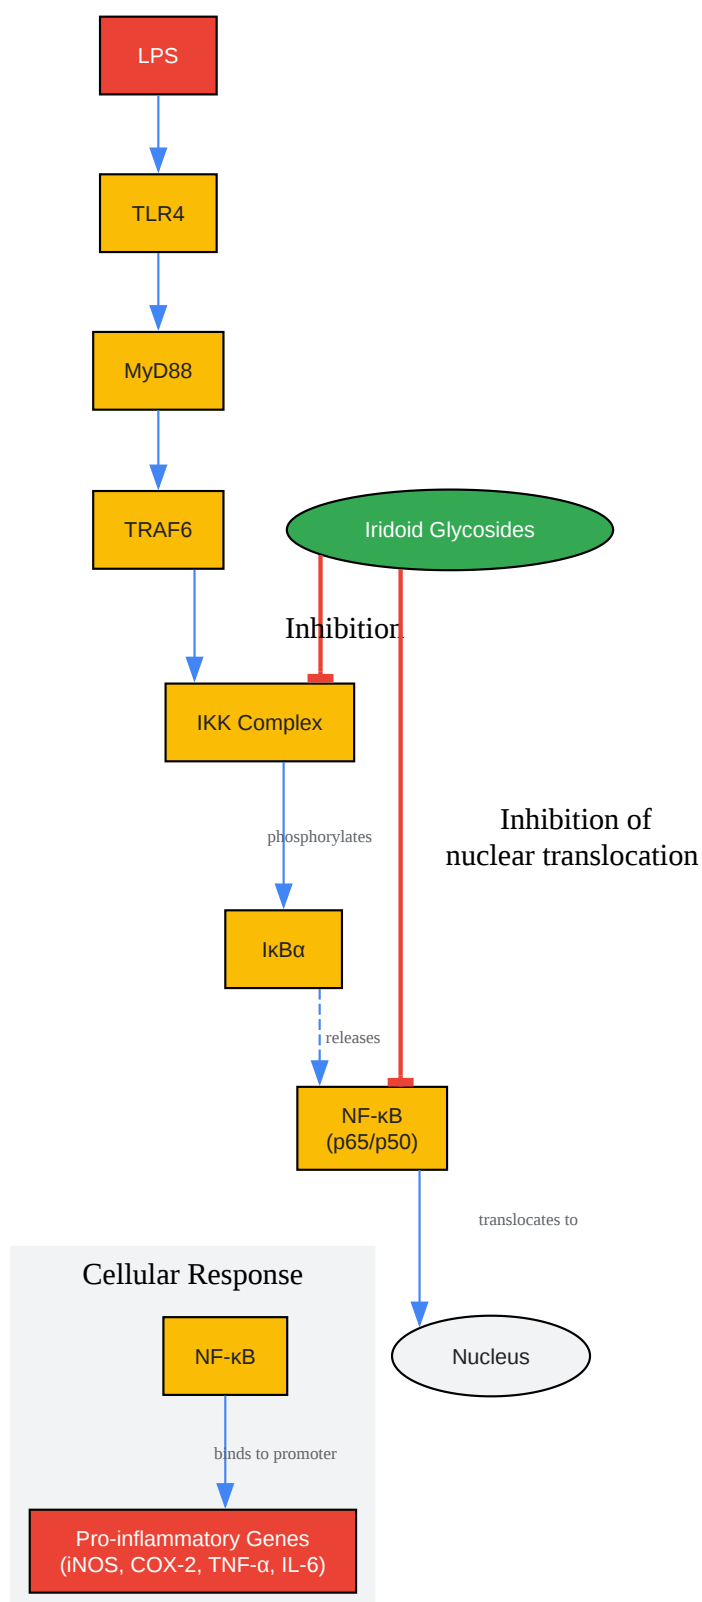 LPS
TLR4
MyD88
TRAF6
Iridoid Glycosides
Inhibition
IKK Complex
Inhibition of
nuclear translocation
phosphorylates
IκBα
releases
NF-κB
(p65/p50)
translocates to
Cellular Response
NF-κB
Nucleus
binds to promoter
Pro-inflammatory Genes
(iNOS, COX-2, TNF-α, IL-6)